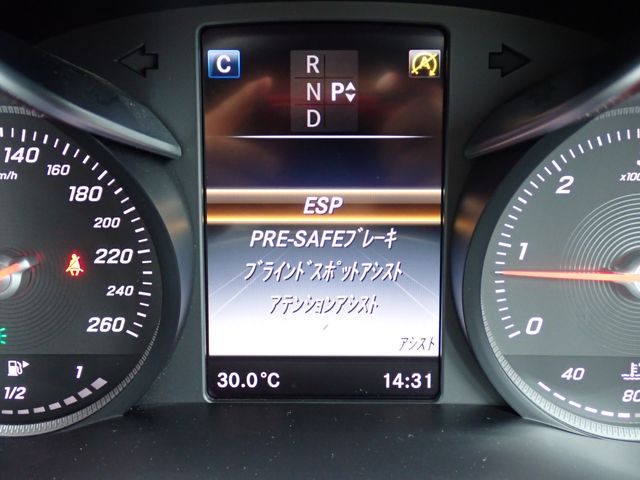 C
R
N P
D
ESP
PRE-SAFEブレーキ
ブラインドスポットアシスト
アテンションアシスト
アシスト
30.0°C 14:31
140
160
180
200
220
240
260
1/2 1
x100
2
1
0
40
80